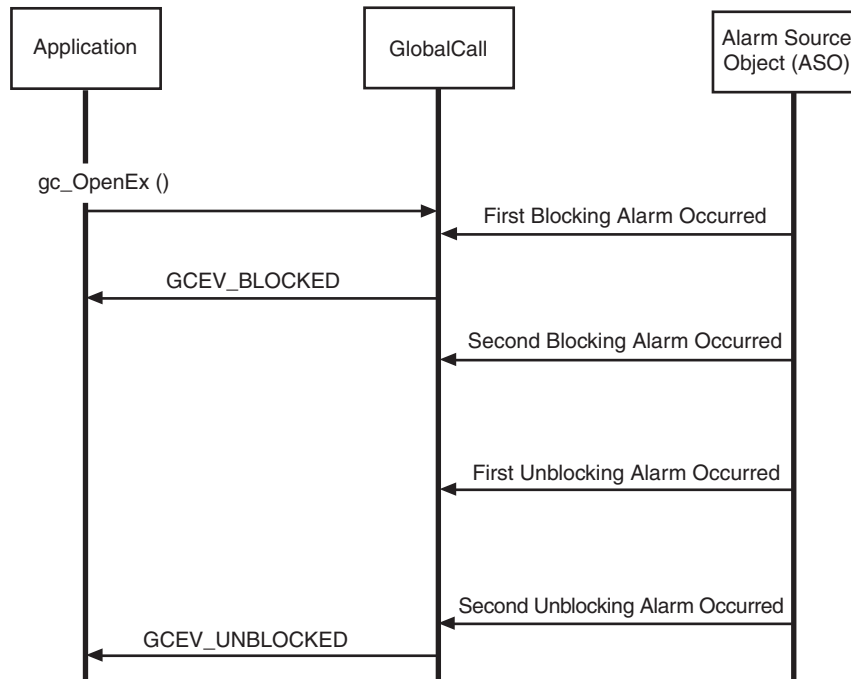 Application
GlobalCall
Alarm Source
Object (ASO)
gc_OpenEx ()
First Blocking Alarm Occurred
GCEV_BLOCKED
Second Blocking Alarm Occurred
First Unblocking Alarm Occurred
Second Unblocking Alarm Occurred
GCEV_UNBLOCKED